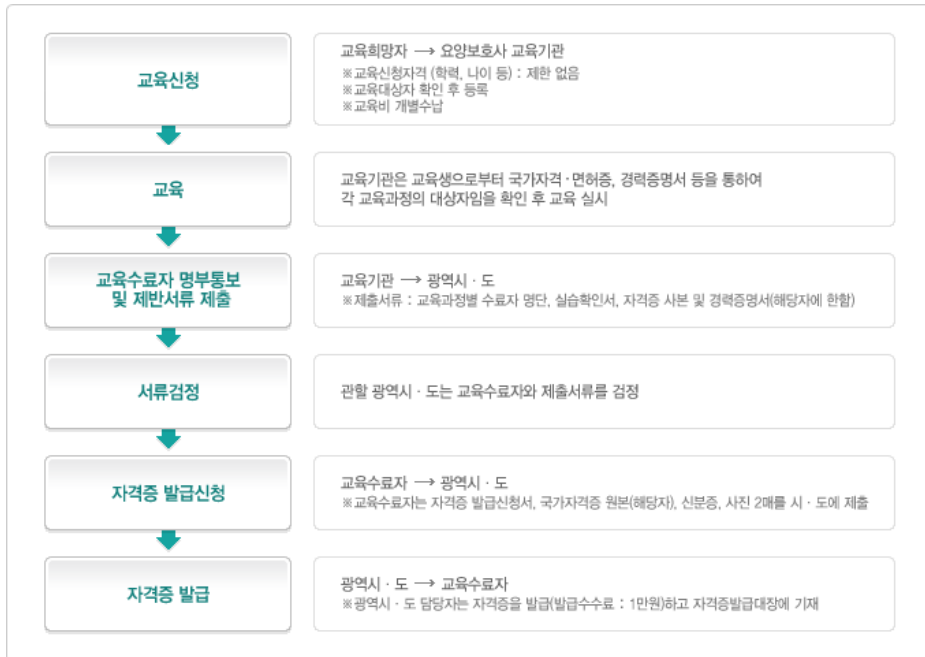 교육신청
교육희망자 → 요양보호사 교육기관
※교육신청자격 (학력, 나이 등) : 제한 없음
※교육대상자 확인 후 등록
※교육비 개별수납
교육
교육기관은 교육생으로부터 국가자격·면허증, 경력증명서 등을 통하여
각 교육과정의 대상자임을 확인 후 교육 실시
교육수료자 명부통보
및 제반서류 제출
교육기관 → 광역시 · 도
※제출서류 : 교육과정별 수료자 명단, 실습확인서, 자격증 사본 및 경력증명서(해당자에 한함)
서류검정
관할 광역시 · 도는 교육수료자와 제출서류를 검정
자격증 발급신청
교육수료자 → 광역시 · 도
※교육수료자는 자격증 발급신청서, 국가자격증 원본(해당자), 신분증, 사진 2매를 시 · 도에 제출
자격증 발급
광역시 · 도 → 교육수료자
※광역시 · 도 담당자는 자격증을 발급(발급수수료 : 1만원)하고 자격증발급대장에 기재